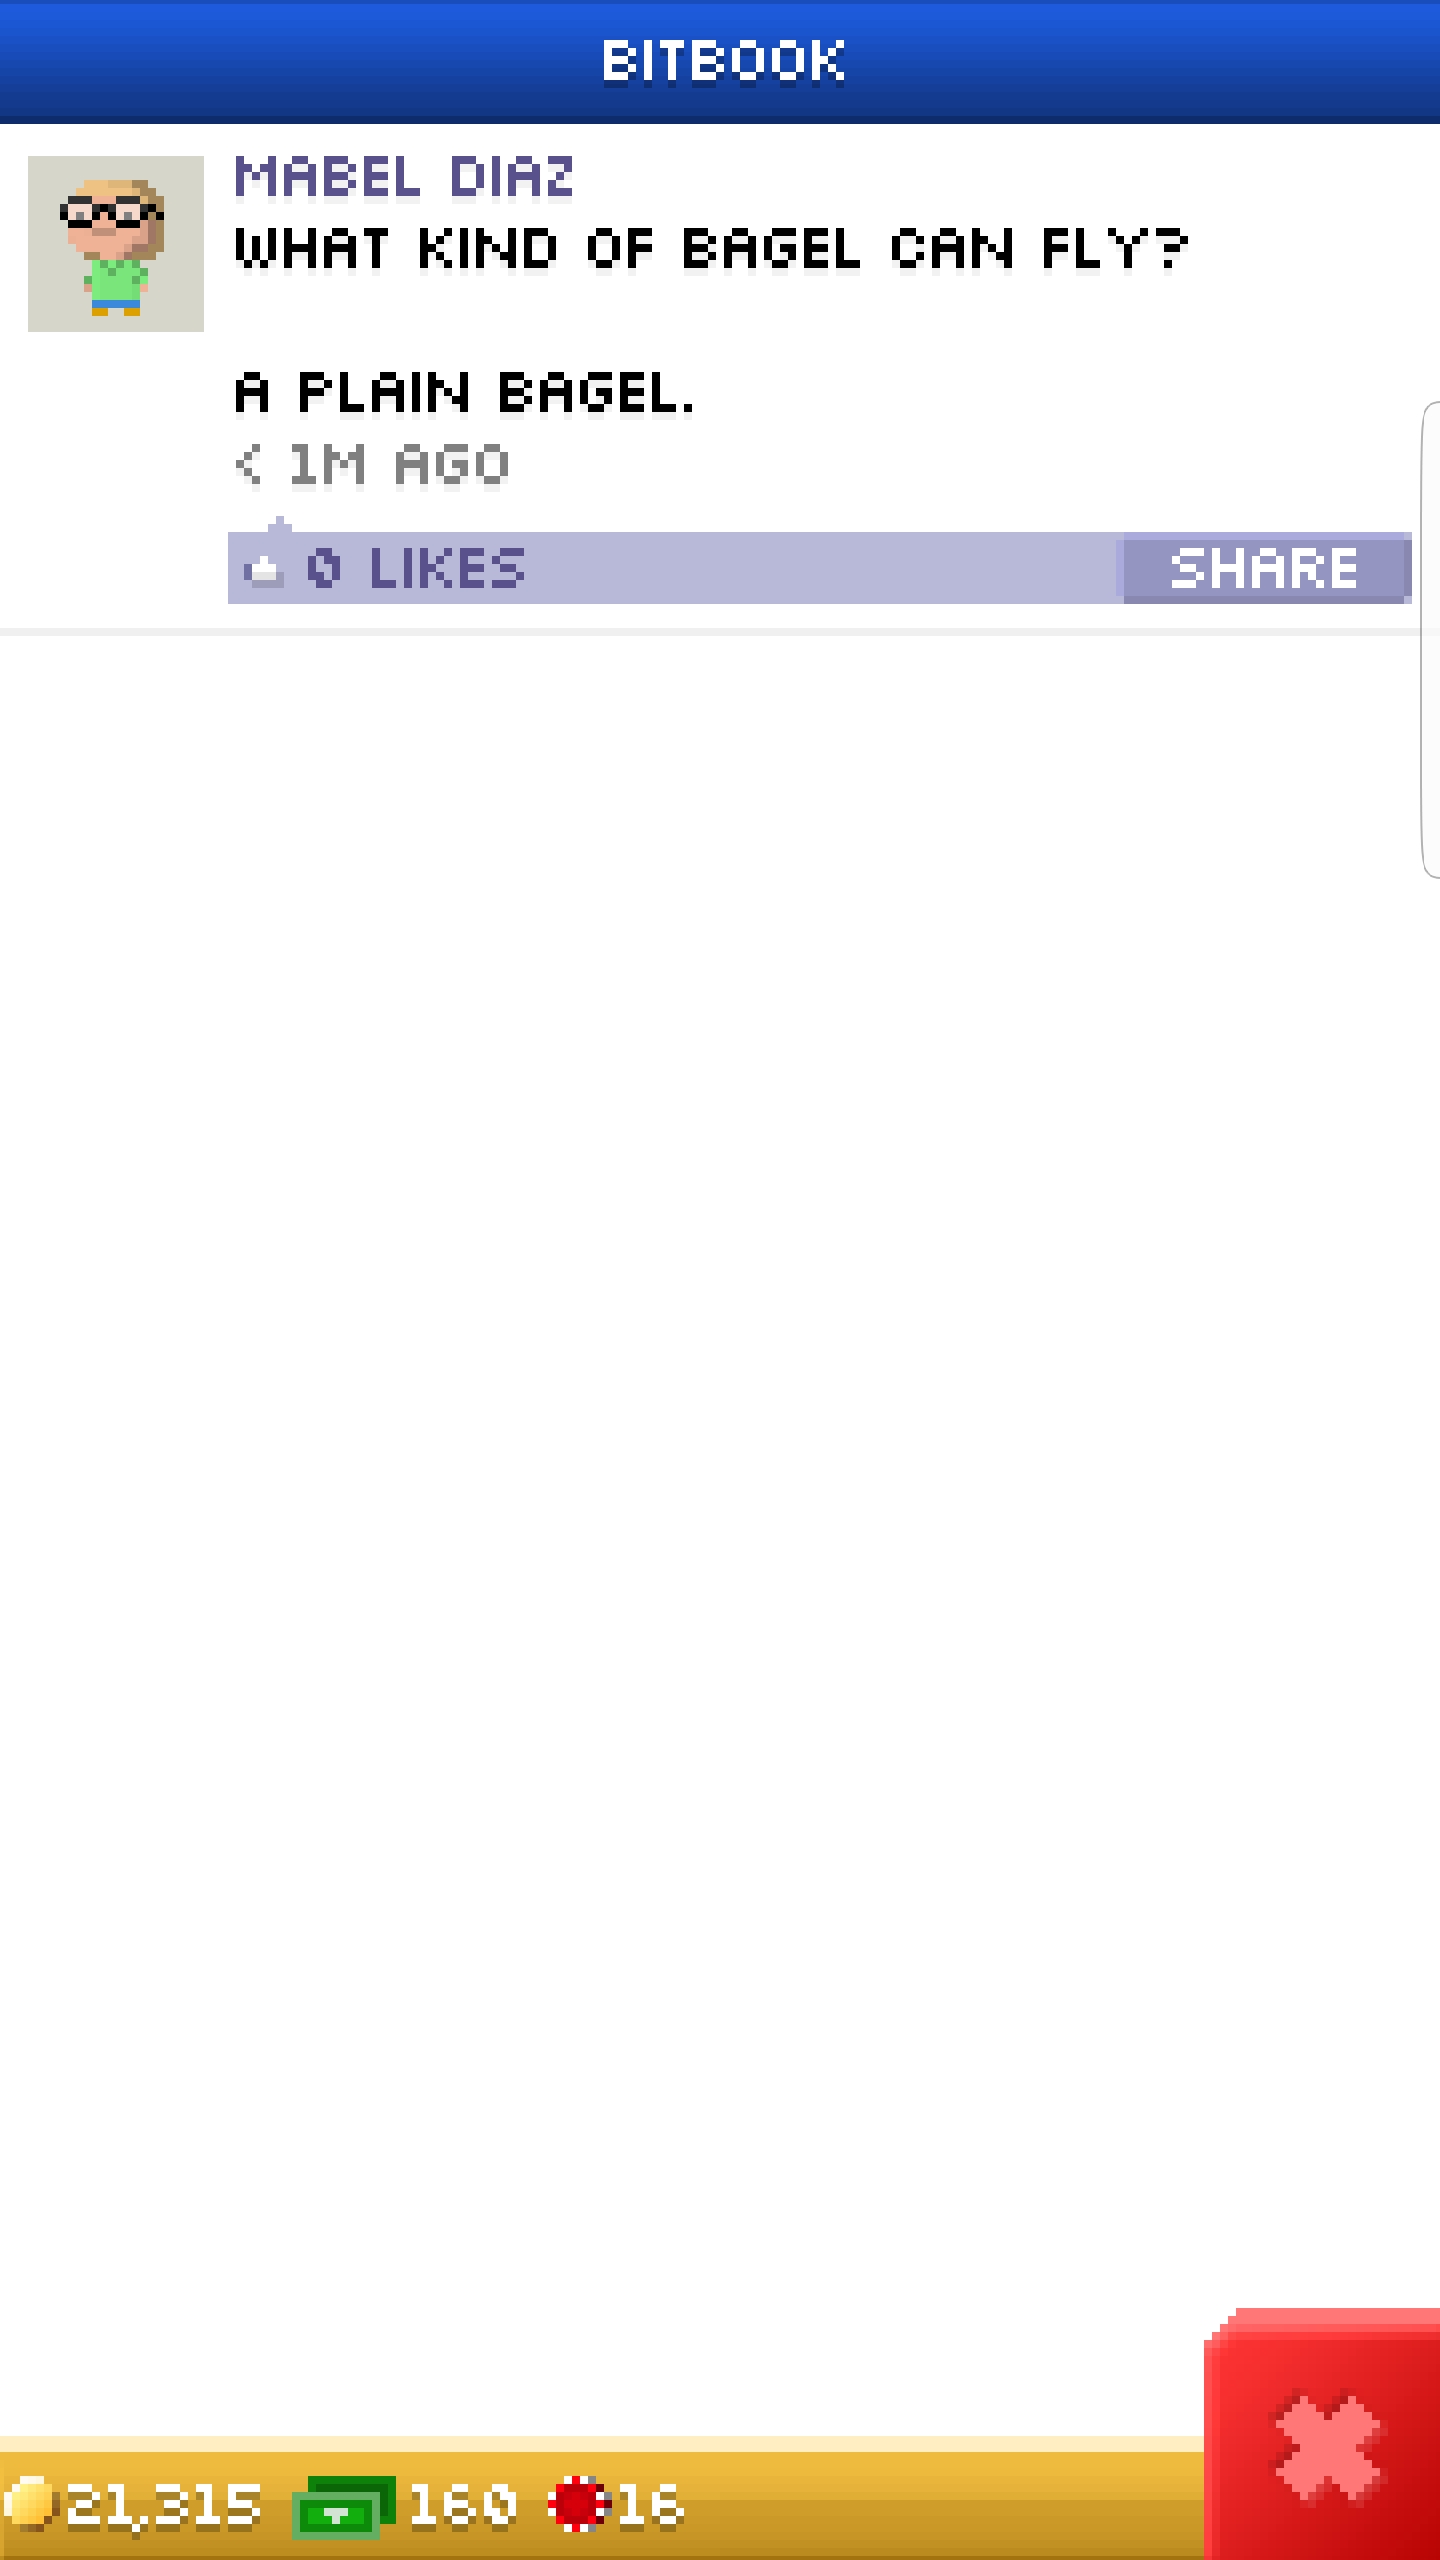 BITBOOK
MABEL DIAZ
WHAT KIND OF BAGEL CAN FLY?
A PLAIN BAGEL.
< 1M AGO
0 LIKES
SHARE
21,315
160
16